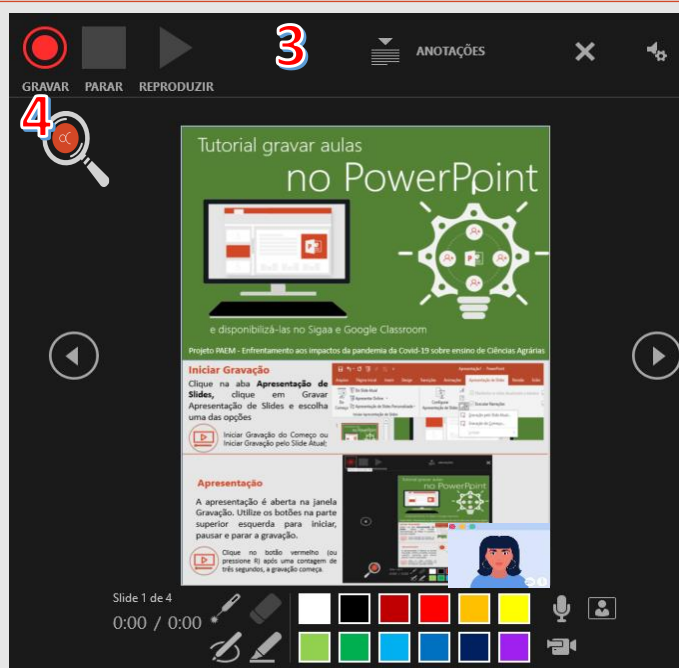 3
ANOTAÇÕES
GRAVAR PARAR REPRODUZIR
4
Tutorial gravar aulas
no PowerPpint
e disponibilizá-las no Sigaa e Google Classroom
Projeto PAEM - Enfrentamento aos impactos da pandemia da Covid-19 sobre ensino de Ciências Agrárias
Iniciar Gravação
Clique na aba Apresentação de
Slides, clique em Gravar
Apresentação de Slides e escolha
uma das opções
Iniciar Gravação do Começo ou
Iniciar Gravação pelo Slide Atual;
Apresentação
A apresentação é aberta na janela
Gravação. Utilize os botões na parte
superior esquerda para iniciar,
pausar e parar a gravação.
Clique no botão vermelho (ou
pressione R) após uma contagem de
três segundos, a gravação começa.
Tutorial gravar aulas
no PowerPpint
Slide 1 de 4
0:00 / 0:00